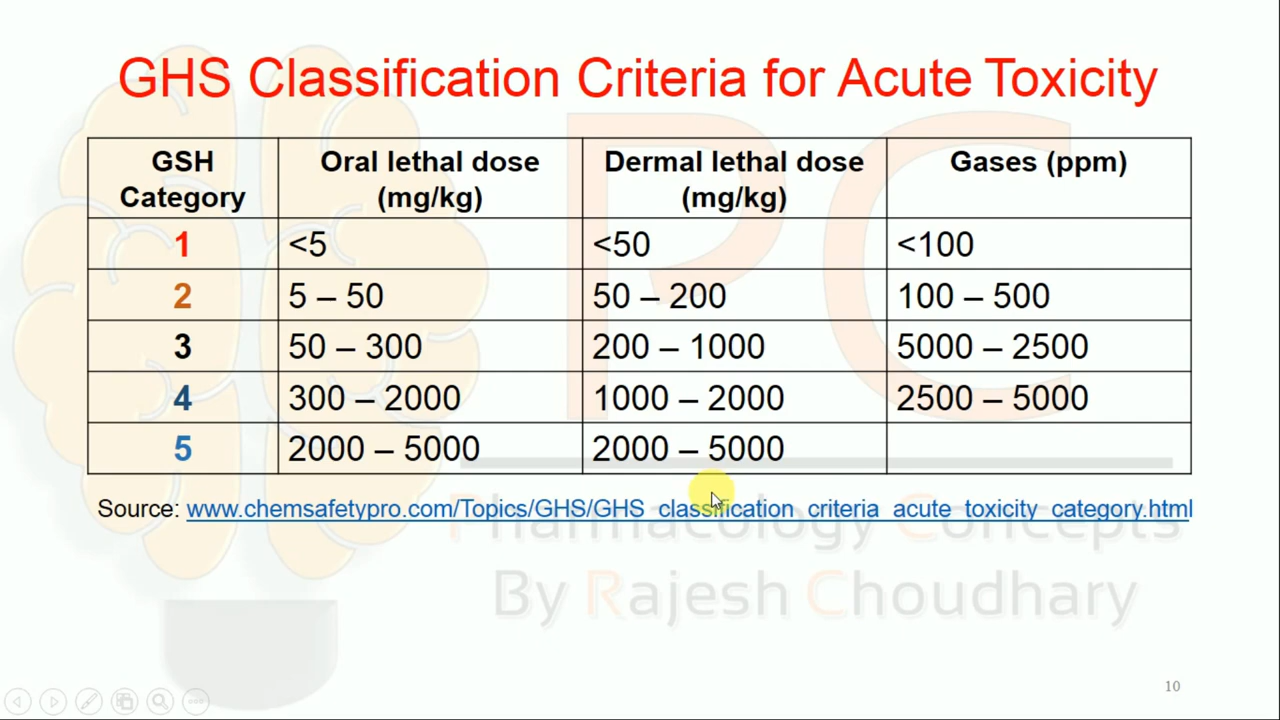 GHS Classification Criteria for Acute Toxicity
GSH Category Oral lethal dose (mg/kg) Dermal lethal dose (mg/kg) Gases (ppm)
1 <5 <50 <100
2 5 – 50 50 – 200 100 – 500
3 50 – 300 200 – 1000 5000 – 2500
4 300 – 2000 1000 – 2000 2500 – 5000
5 2000 – 5000 2000 – 5000
Source: www.chemsafetypro.com/Topics/GHS/GHS_classification_criteria_acute_toxicity_category.html
PC
Pharmacology Concepts
By Rajesh Choudhary
10